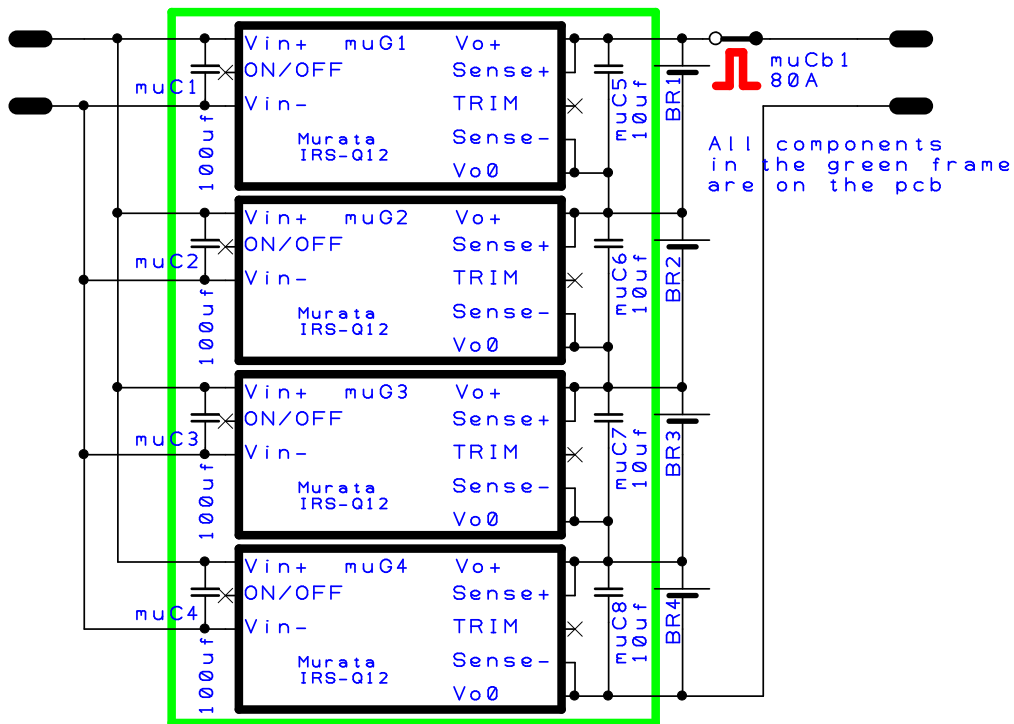 Vin+ muG1 Vo+
ON/OFF Sense+
Vin- TRIM
Murata Sense-
IRS-Q12
Vo0
muC1
100uf
muC5
10uf
BR1
muCb1
80A
All components
in the green frame
are on the pcb
Vin+ muG2 Vo+
ON/OFF Sense+
Vin- TRIM
Murata Sense-
IRS-Q12
Vo0
muC2
100uf
muC6
10uf
BR2
Vin+ muG3 Vo+
ON/OFF Sense+
Vin- TRIM
Murata Sense-
IRS-Q12
Vo0
muC3
100uf
muC7
10uf
BR3
Vin+ muG4 Vo+
ON/OFF Sense+
Vin- TRIM
Murata Sense-
IRS-Q12
Vo0
muC4
100uf
muC8
10uf
BR4